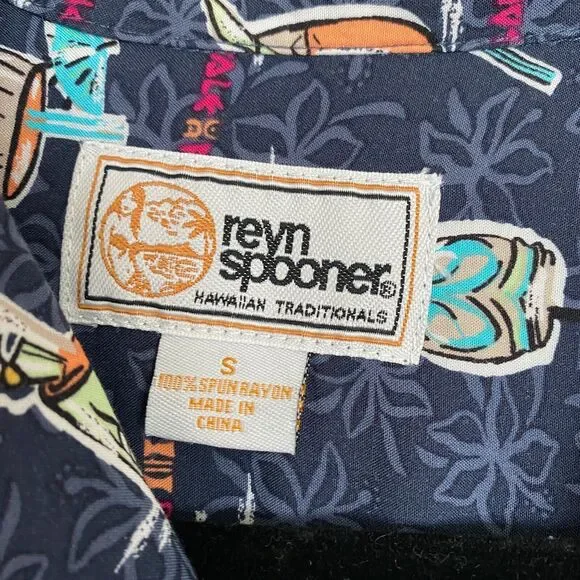 reyn
spooner®
HAWAIIAN TRADITIONALS
S
100% SPUN RAYON
MADE IN
CHINA